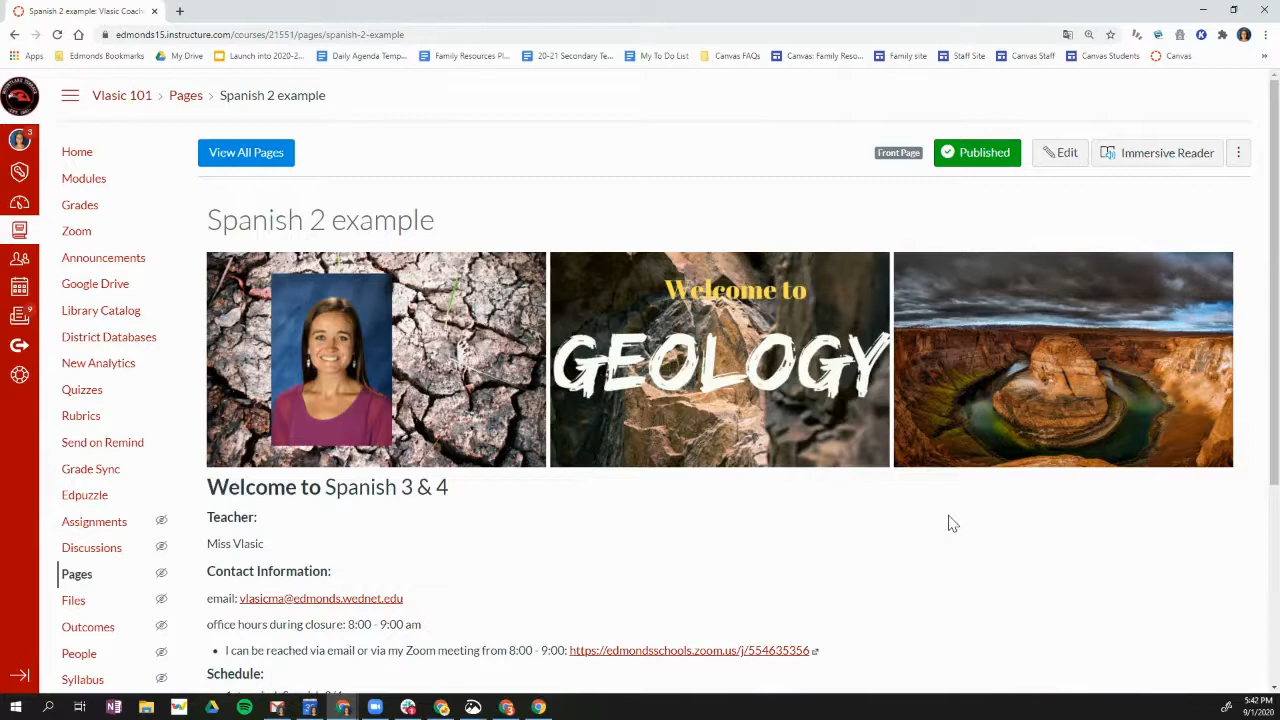 Spanish 2 example: Vlasic Coach
edmonds15.instructure.com/courses/21551/pages/spanish-2-example
Apps
Edmonds Bookmarks
My Drive
Launch into 2020-2...
Daily Agenda Temp...
Family Resources Pl...
20-21 Secondary Te...
My To Do List
Canvas FAQS
Canvas: Family Reso...
Family site
Staff Site
Canvas Staff
Canvas Students
Canvas
Vlasic 101 > Pages > Spanish 2 example
3
9
Home
Modules
Grades
Zoom
Announcements
Google Drive
Library Catalog
District Databases
New Analytics
Quizzes
Rubrics
Send on Remind
Grade Sync
Edpuzzle
Assignments
Discussions
Pages
Files
Outcomes
People
Syllabus
View All Pages
Front Page
Published
Edit
Immersive Reader
Spanish 2 example
Welcome to
GEOLOGY
Welcome to Spanish 3 & 4
Teacher:
Miss Vlasic
Contact Information:
email: vlasicma@edmonds.wednet.edu
office hours during closure: 8:00 - 9:00 am
• I can be reached via email or via my Zoom meeting from 8:00 - 9:00: https://edmondsschools.zoom.us/j/554635356
Schedule:
5:42 PM
9/1/2020